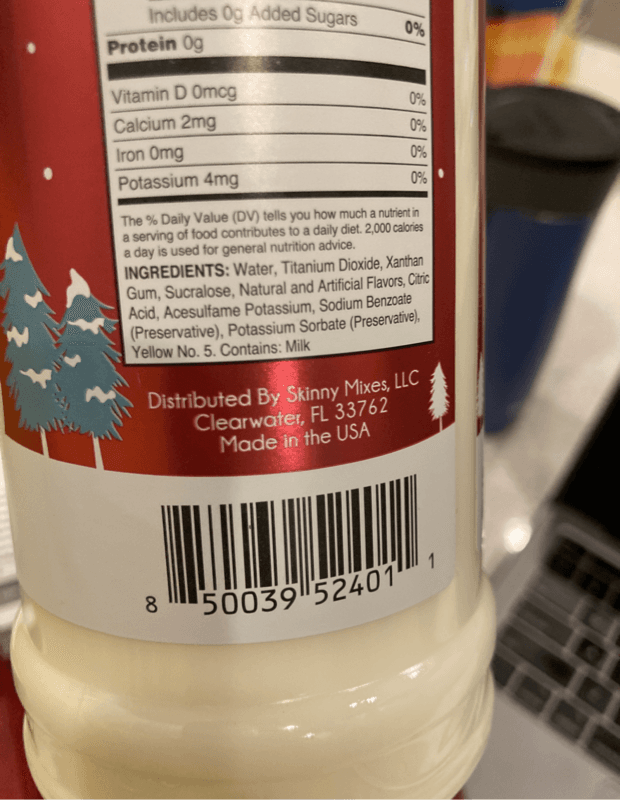 Includes 0g Added Sugars 0%
Protein 0g
Vitamin D 0mcg 0%
Calcium 2mg 0%
Iron 0mg 0%
Potassium 4mg 0%
The % Daily Value (DV) tells you how much a nutrient in
a serving of food contributes to a daily diet. 2,000 calories
a day is used for general nutrition advice.
INGREDIENTS: Water, Titanium Dioxide, Xanthan
Gum, Sucralose, Natural and Artificial Flavors, Citric
Acid, Acesulfame Potassium, Sodium Benzoate
(Preservative), Potassium Sorbate (Preservative),
Yellow No. 5. Contains: Milk
Distributed By Skinny Mixes, LLC
Clearwater, FL 33762
Made in the USA
8 50039 52401 1